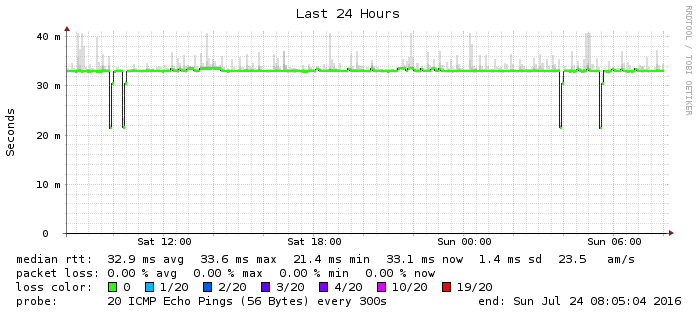 Last 24 Hours
RRDTOOL / TOBI OETIKER
Seconds
40 m
30 m
20 m
10 m
0
Sat 12:00 Sat 18:00 Sun 00:00 Sun 06:00
median rtt: 32.9 ms avg 33.6 ms max 21.4 ms min 33.1 ms now 1.4 ms sd 23.5 am/s
packet loss: 0.00 % avg 0.00 % max 0.00 % min 0.00 % now
loss color: 0 1/20 2/20 3/20 4/20 10/20 19/20
probe: 20 ICMP Echo Pings (56 Bytes) every 300s end: Sun Jul 24 08:05:04 2016